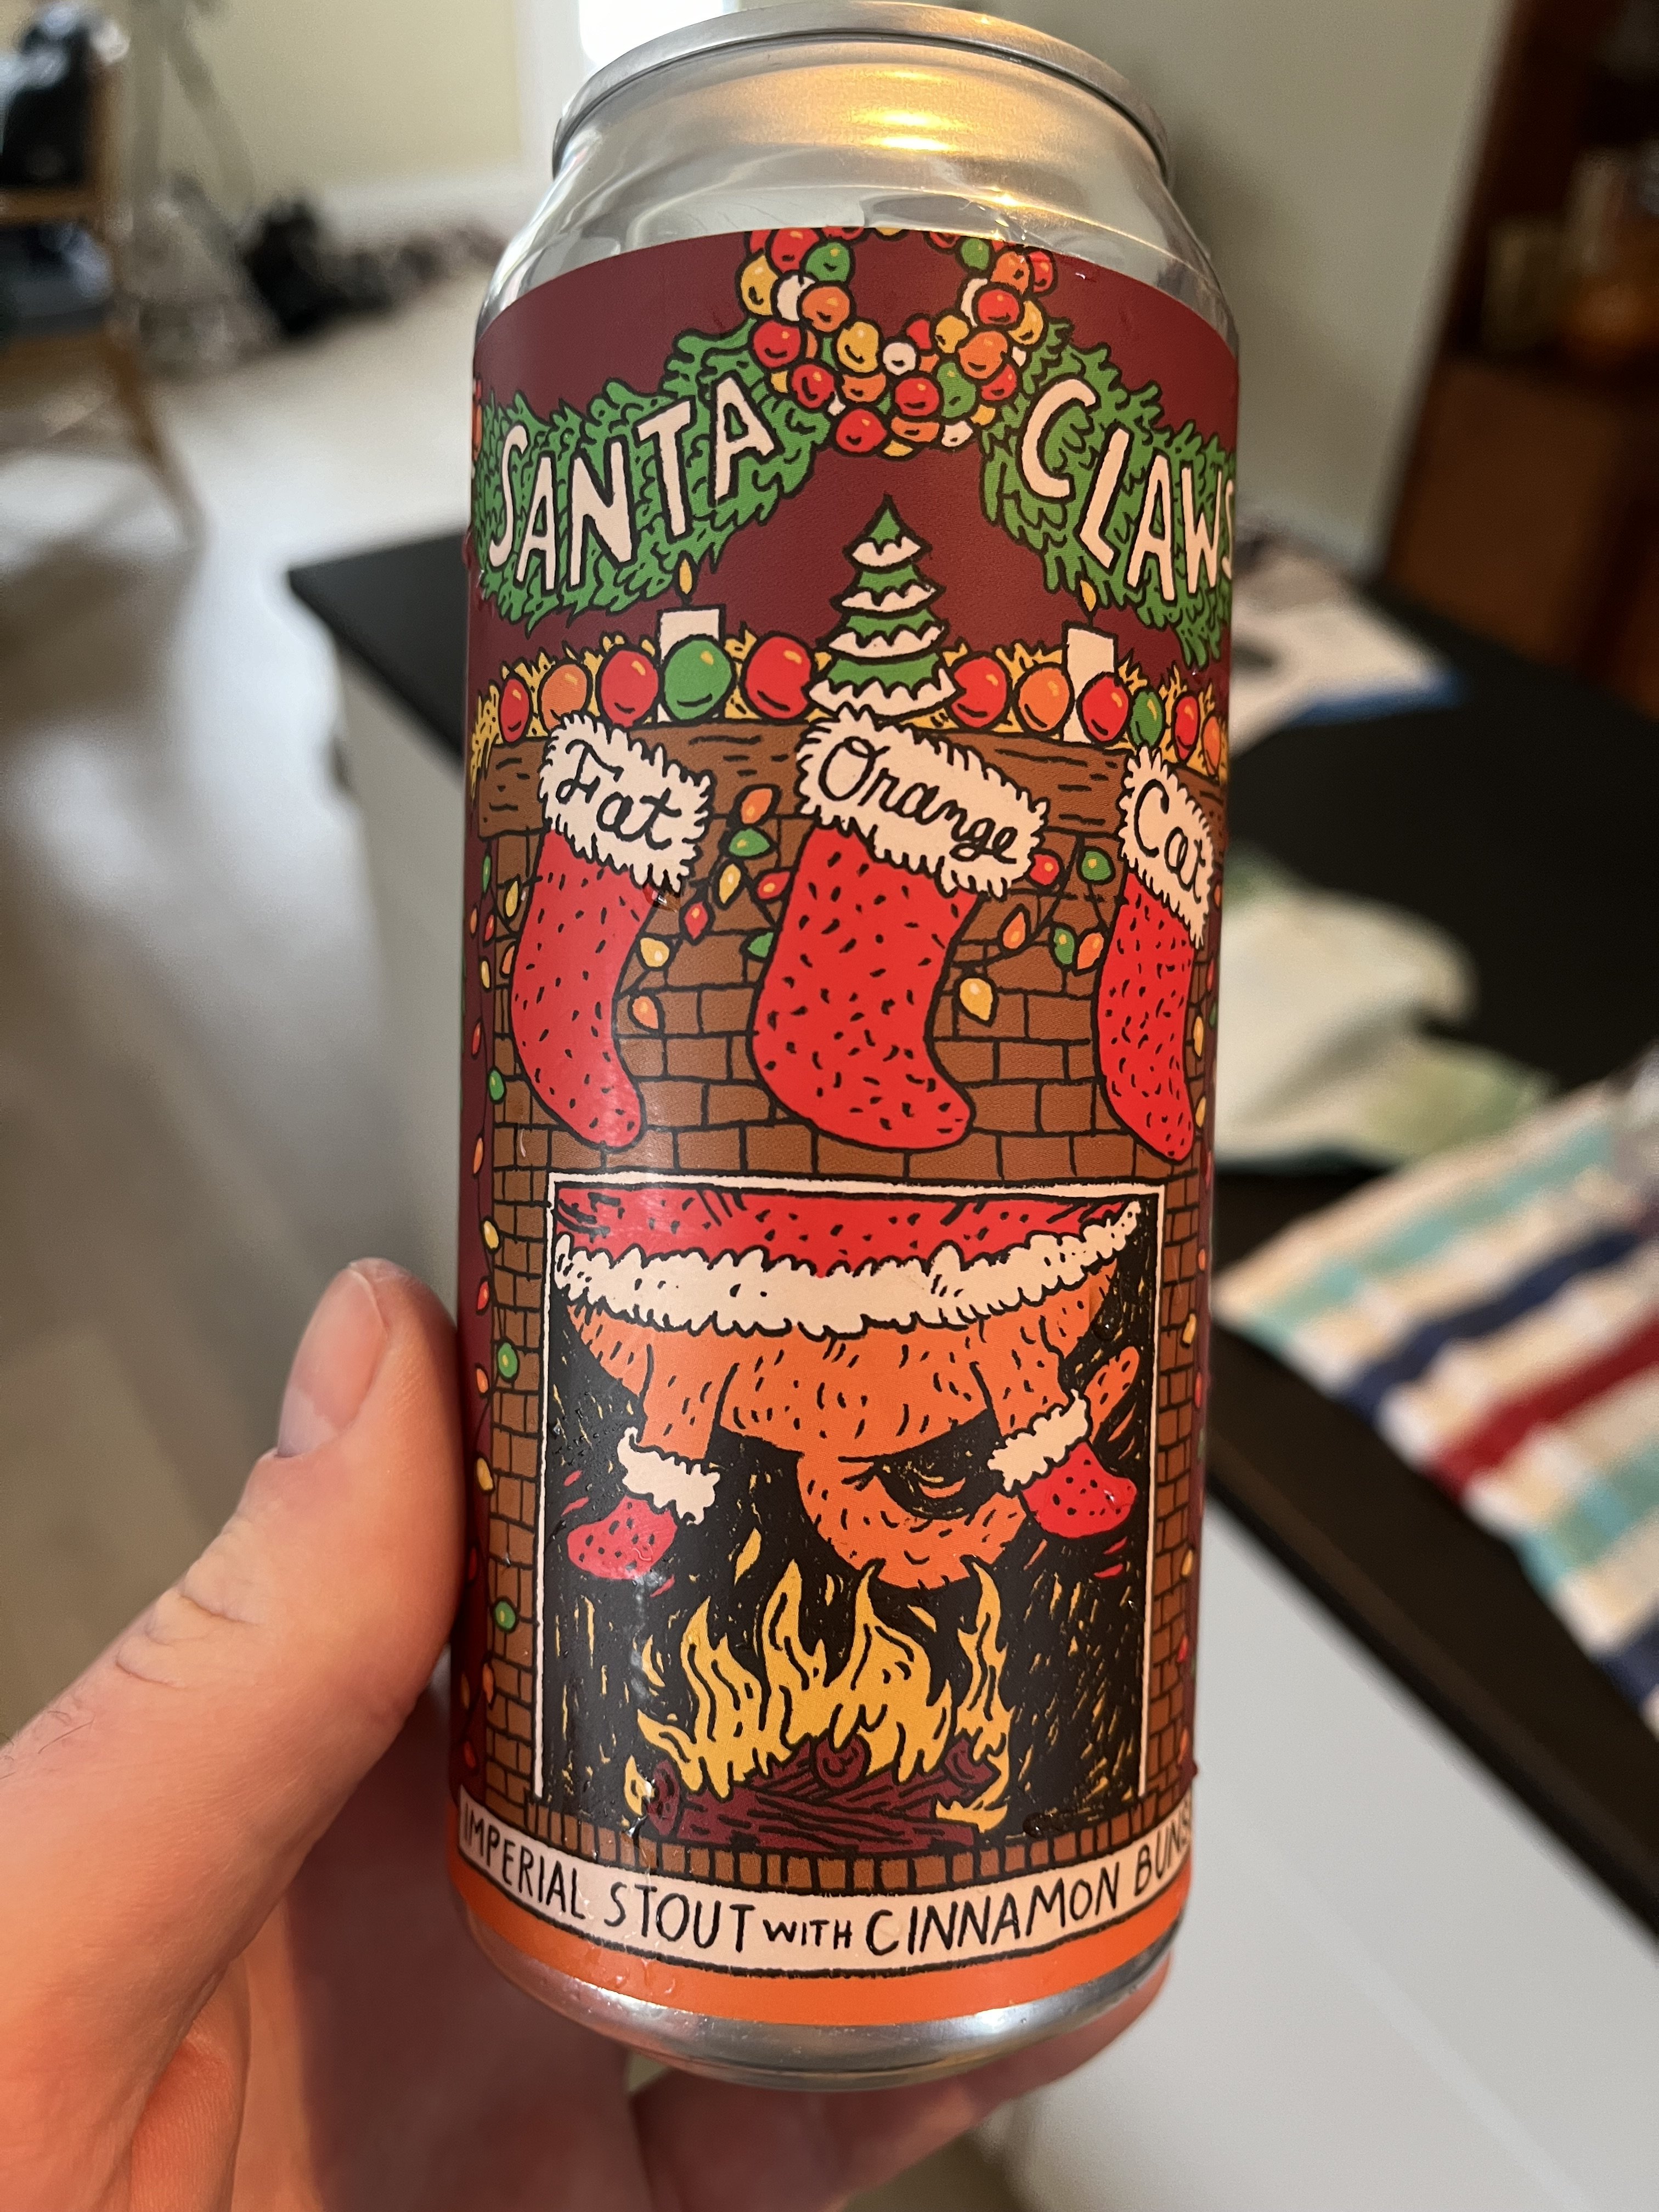 SANTA CLAWS
Fat Orange Cat
IMPERIAL STOUT WITH CINNAMON BUNS